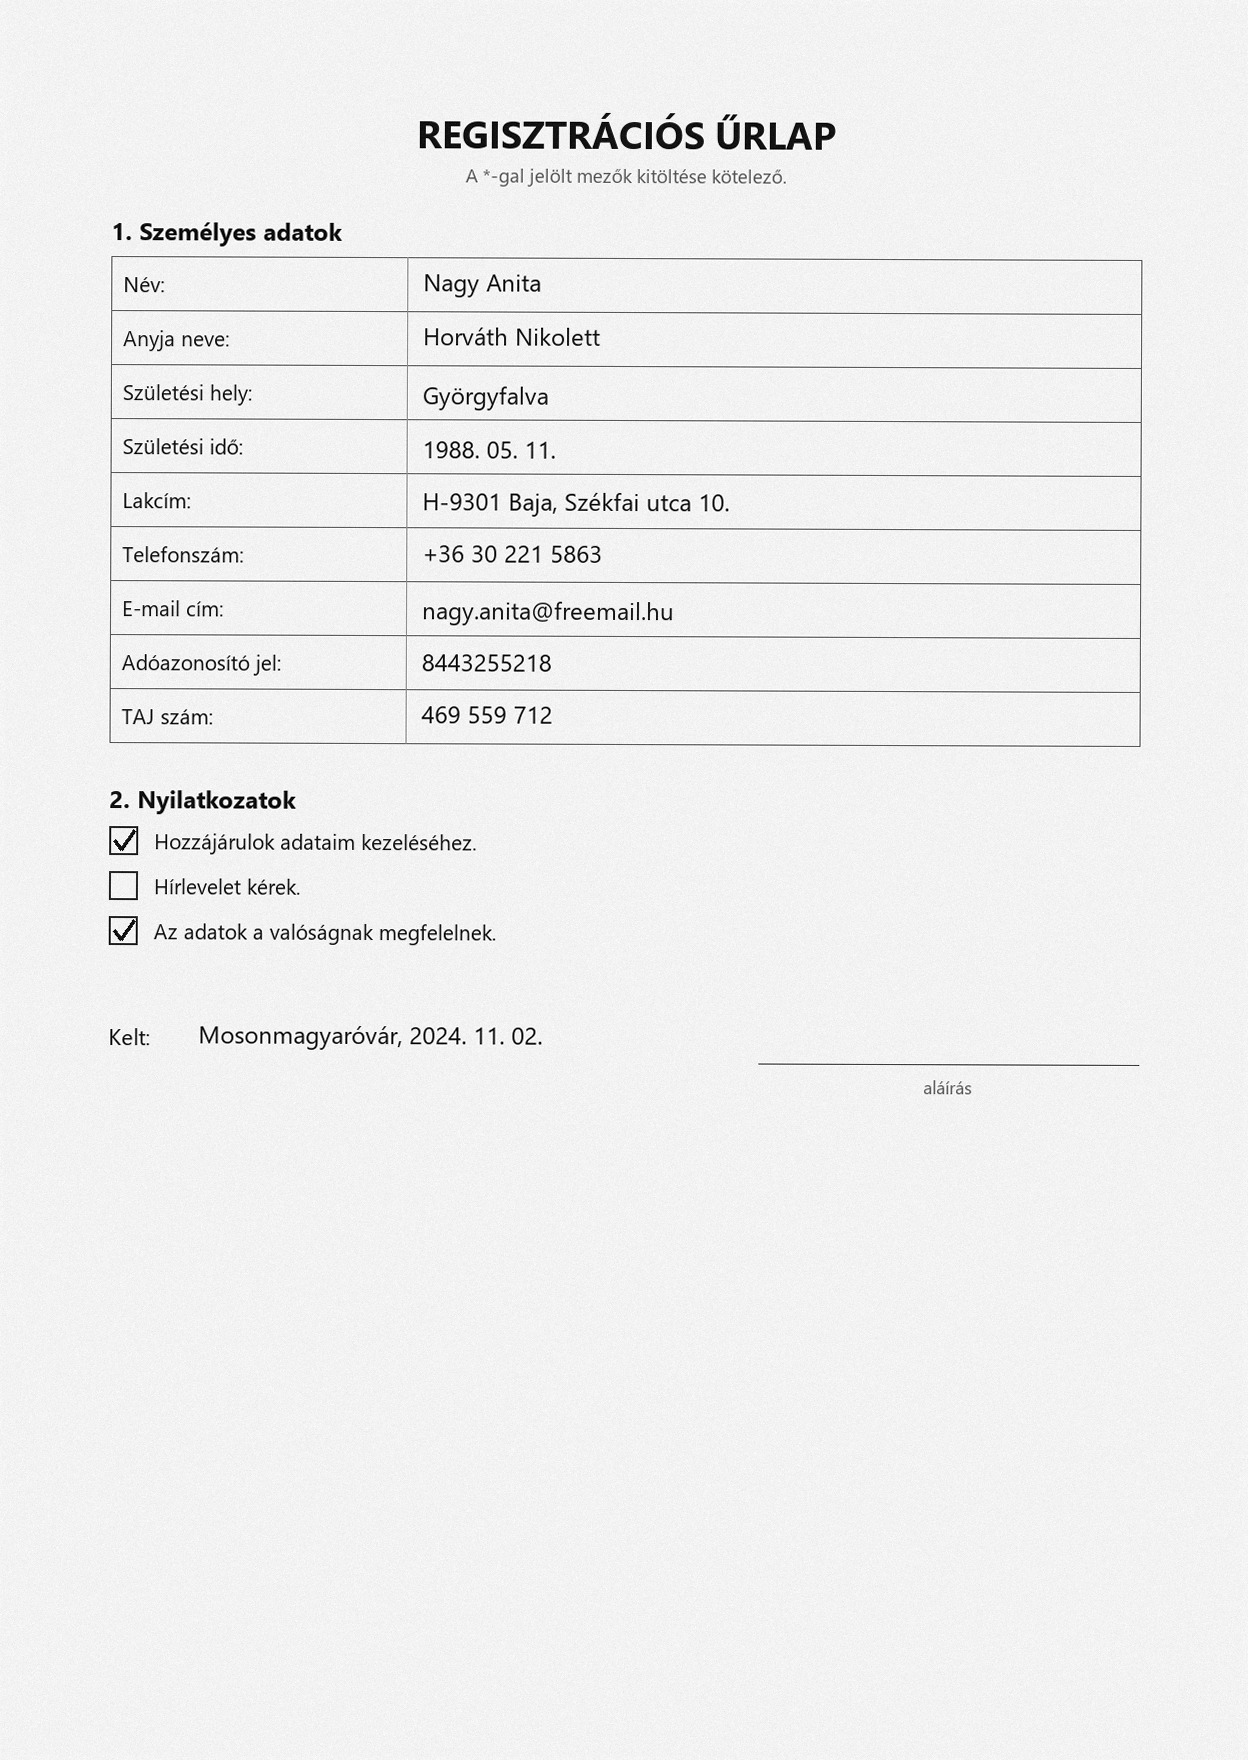 REGISZTRÁCIÓS ŰRLAP
A *-gal jelölt mezők kitöltése kötelező.
1. Személyes adatok
Név: Nagy Anita
Anyja neve: Horváth Nikolett
Születési hely: Györgyfalva
Születési idő: 1988. 05. 11.
Lakcím: H-9301 Baja, Székfai utca 10.
Telefonszám: +36 30 221 5863
E-mail cím: nagy.anita@freemail.hu
Adóazonosító jel: 8443255218
TAJ szám: 469 559 712
2. Nyilatkozatok
Hozzájárulok adataim kezeléséhez.
Hírlevelet kérek.
Az adatok a valóságnak megfelelnek.
Kelt: Mosonmagyaróvár, 2024. 11. 02.
aláírás